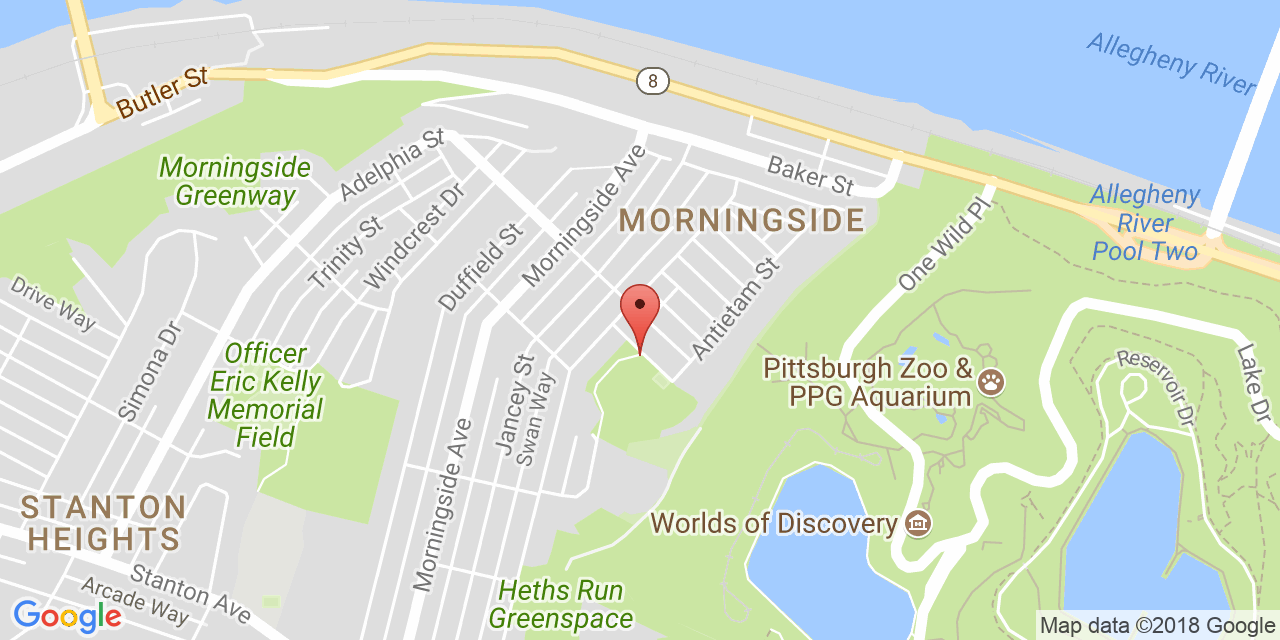 Allegheny River
Butler St
8
Adelphia St
Morningside
Greenway
Baker St
Morningside Ave
Windcrest Dr
Trinity St
Duffield St
MORNINGSIDE
One Wild Pl
Allegheny
River
Pool Two
Drive Way
Simona Dr
Antietam St
Officer
Eric Kelly
Memorial
Field
Pittsburgh Zoo &
PPG Aquarium
Reservoir Dr
Lake Dr
Jancey St
Swan Way
Morningside Ave
STANTON
HEIGHTS
Worlds of Discovery
Stanton Ave
Arcade Way
Heths Run
Greenspace
Google
Map data ©2018 Google